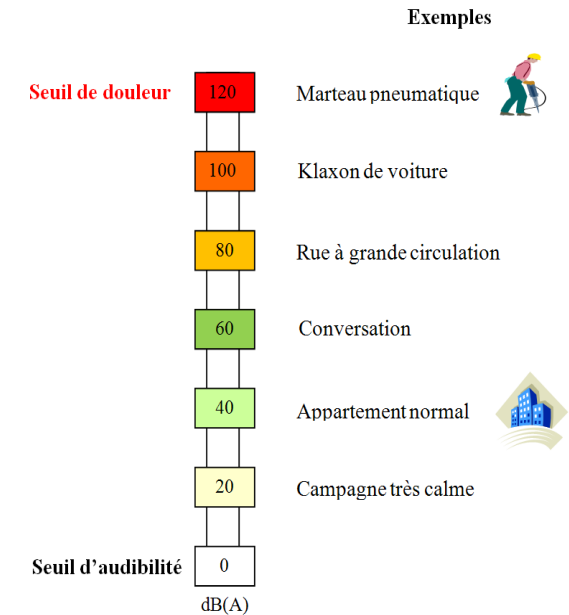 Exemples
Seuil de douleur 120 Marteau pneumatique
100 Klaxon de voiture
80 Rue à grande circulation
60 Conversation
40 Appartement normal
20 Campagne très calme
Seuil d'audibilité 0
dB(A)